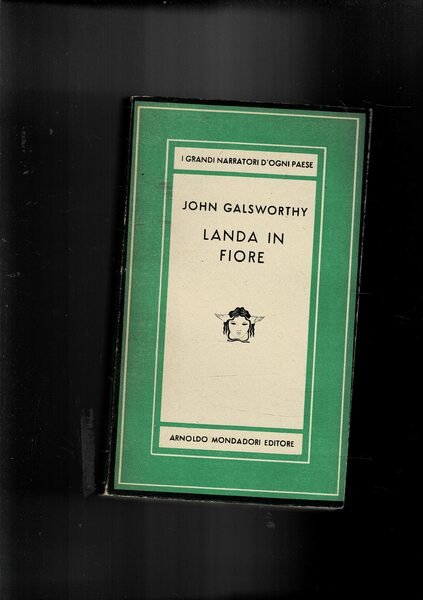 I GRANDI NARRATORI D'OGNI PAESE
JOHN GALSWORTHY
LANDA IN
FIORE
ARNOLDO MONDADORI EDITORE